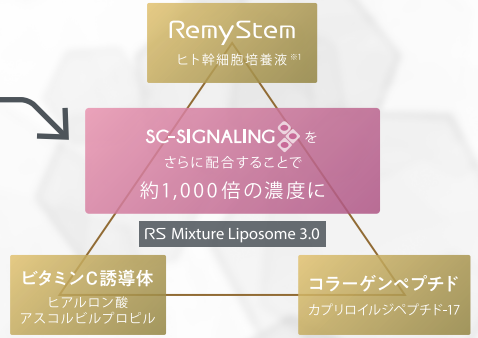 RemyStem
ヒト幹細胞培養液※1
SC-SIGNALING を
さらに配合することで
約1,000倍の濃度に
RS Mixture Liposome 3.0
ビタミンC誘導体
ヒアルロン酸
アスコルビルプロピル
コラーゲンペプチド
カプリロイルジペプチド-17